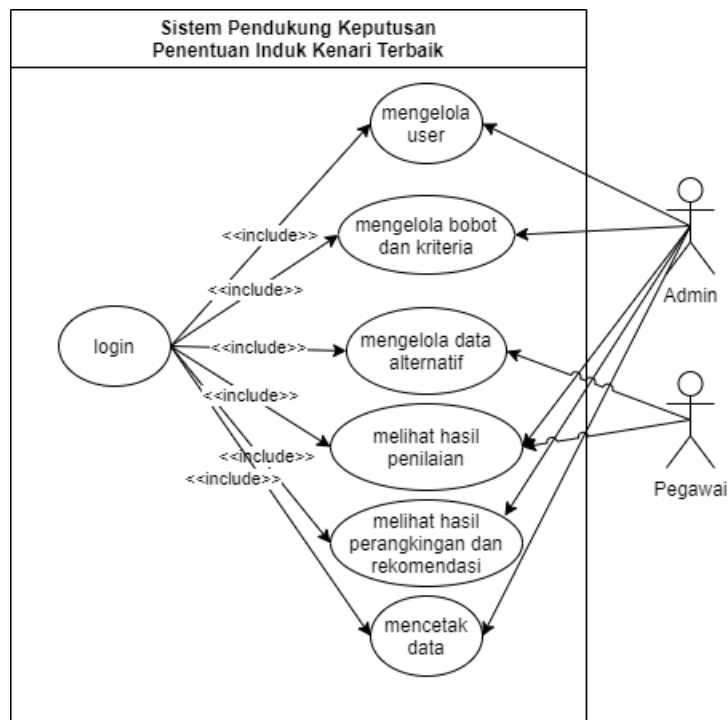 Sistem Pendukung Keputusan
Penentuan Induk Kenari Terbaik
mengelola
user
<<include>>
mengelola bobot
dan kriteria
Admin
<<include>>
login
<<include>>
mengelola data
alternatif
<<include>>
melihat hasil
penilaian
<<include>>
<<include>>
Pegawai
melihat hasil
perangkingan dan
rekomendasi
mencetak
data